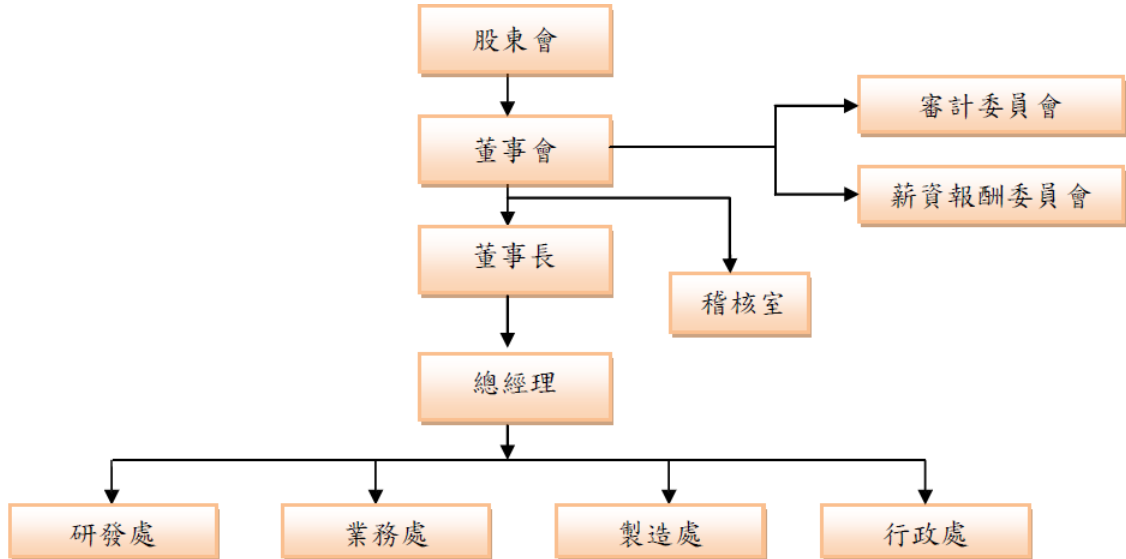 股東會
審計委員會
董事會
薪資報酬委員會
董事長
稽核室
總經理
研發處
業務處
製造處
行政處